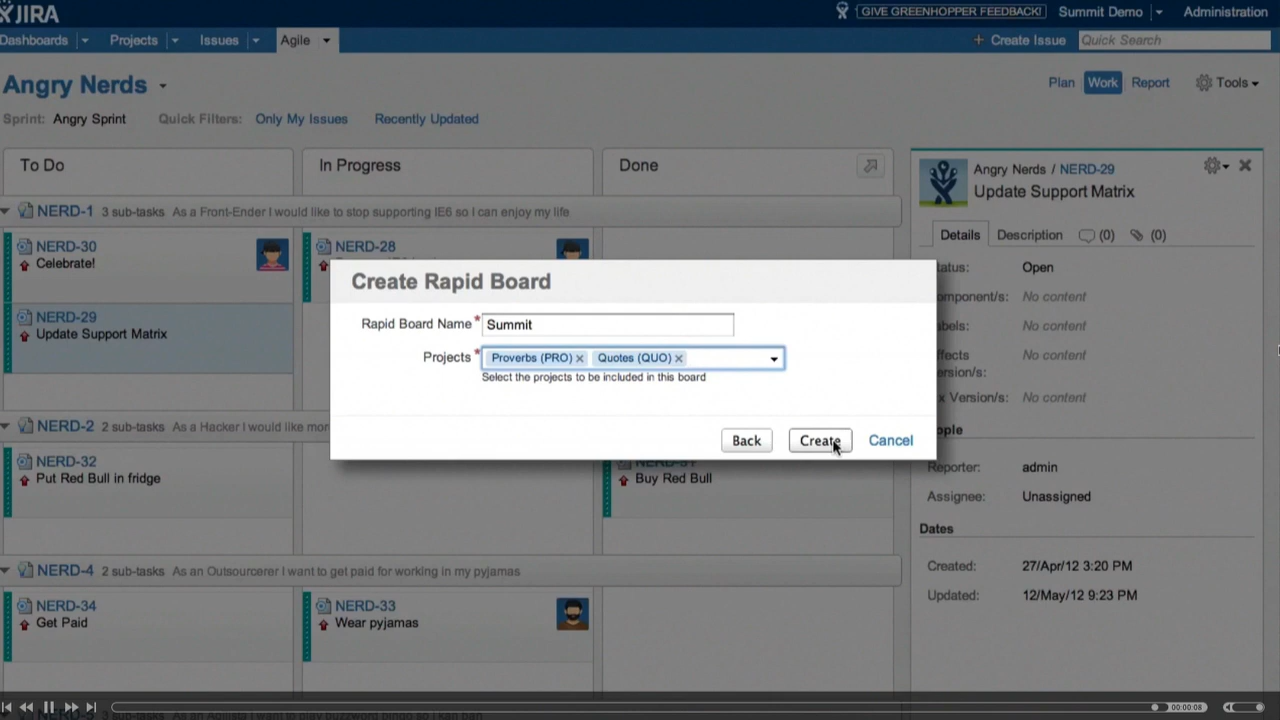 JIRA
GIVE GREENHOPPER FEEDBACK!
Summit Demo
Administration
Dashboards
Projects
Issues
Agile
+ Create Issue
Quick Search
Angry Nerds
Plan
Work
Report
Tools
Sprint: Angry Sprint
Quick Filters:
Only My Issues
Recently Updated
To Do
In Progress
Done
NERD-1 3 sub-tasks As a Front-Ender I would like to stop supporting IE6 so I can enjoy my life
NERD-30
Celebrate!
NERD-28
NERD-29
Update Support Matrix
NERD-2 2 sub-tasks As a Hacker I would like mor
NERD-32
Put Red Bull in fridge
Buy Red Bull
NERD-4 2 sub-tasks As an Outsourcerer I want to get paid for working in my pyjamas
NERD-34
Get Paid
NERD-33
Wear pyjamas
Create Rapid Board
Rapid Board Name*
Summit
Projects*
Proverbs (PRO) ×
Quotes (QUO) ×
Select the projects to be included in this board
Back
Create
Cancel
Angry Nerds / NERD-29
Update Support Matrix
Details
Description
(0)
(0)
tatus:
Open
omponent/s:
No content
abels:
No content
ffects
ersion/s:
No content
x Version/s:
No content
ople
Reporter:
admin
Assignee:
Unassigned
Dates
Created:
27/Apr/12 3:20 PM
Updated:
12/May/12 9:23 PM
00:00:08